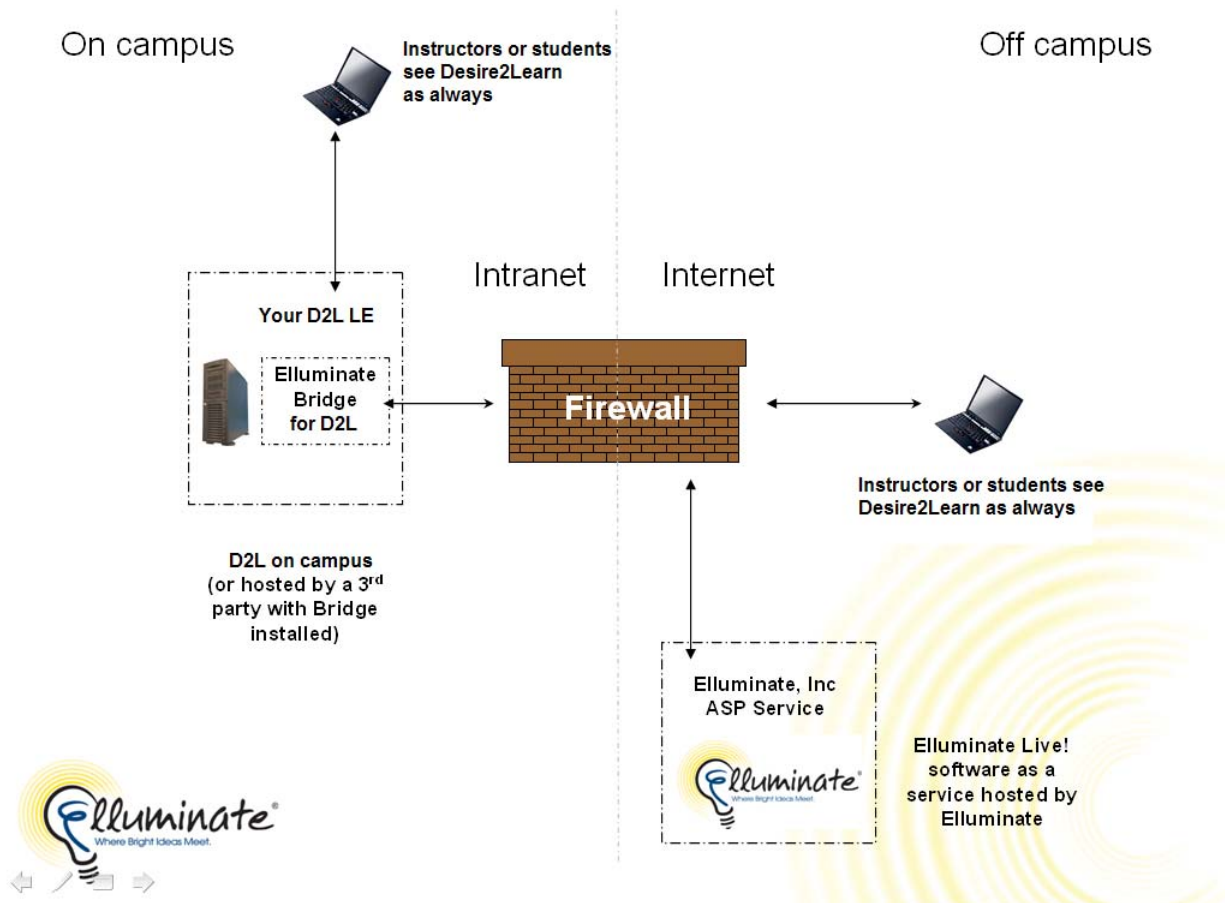 On campus
Off campus
Instructors or students
see Desire2Learn
as always
Intranet
Internet
Your D2L LE
Elluminate
Bridge
for D2L
Firewall
Instructors or students see
Desire2Learn as always
D2L on campus
(or hosted by a 3rd
party with Bridge
installed)
Elluminate, Inc
ASP Service
Elluminate®
Where Bright Ideas Meet.
Elluminate Live!
software as a
service hosted by
Elluminate
Elluminate®
Where Bright Ideas Meet.